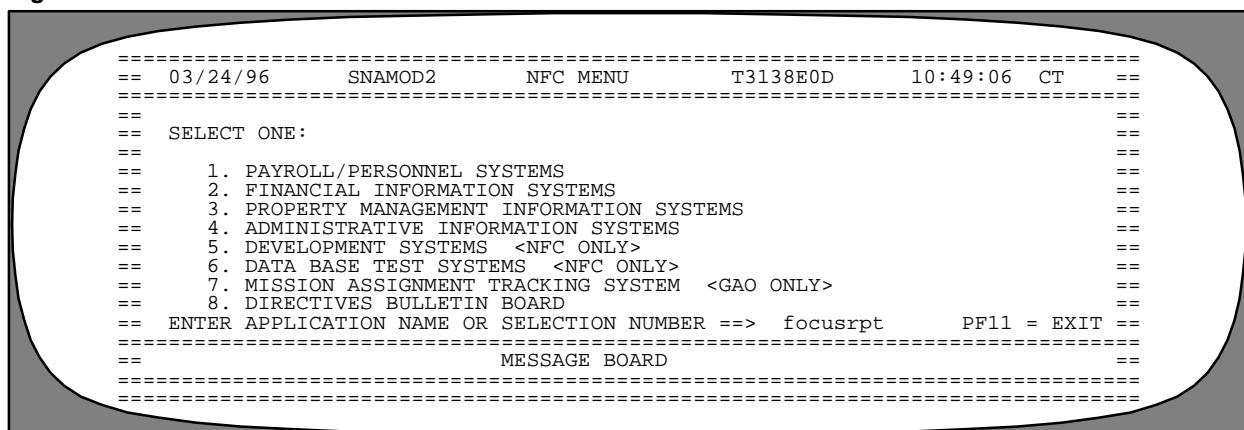 ================================================================================
== 03/24/96 SNAMOD2 NFC MENU T3138E0D 10:49:06 CT ==
================================================================================
== ==
== SELECT ONE: ==
== ==
== 1. PAYROLL/PERSONNEL SYSTEMS ==
== 2. FINANCIAL INFORMATION SYSTEMS ==
== 3. PROPERTY MANAGEMENT INFORMATION SYSTEMS ==
== 4. ADMINISTRATIVE INFORMATION SYSTEMS ==
== 5. DEVELOPMENT SYSTEMS <NFC ONLY> ==
== 6. DATA BASE TEST SYSTEMS <NFC ONLY> ==
== 7. MISSION ASSIGNMENT TRACKING SYSTEM <GAO ONLY> ==
== 8. DIRECTIVES BULLETIN BOARD ==
== ENTER APPLICATION NAME OR SELECTION NUMBER ==> focusrpt PF11 = EXIT ==
================================================================================
== MESSAGE BOARD ==
================================================================================
================================================================================